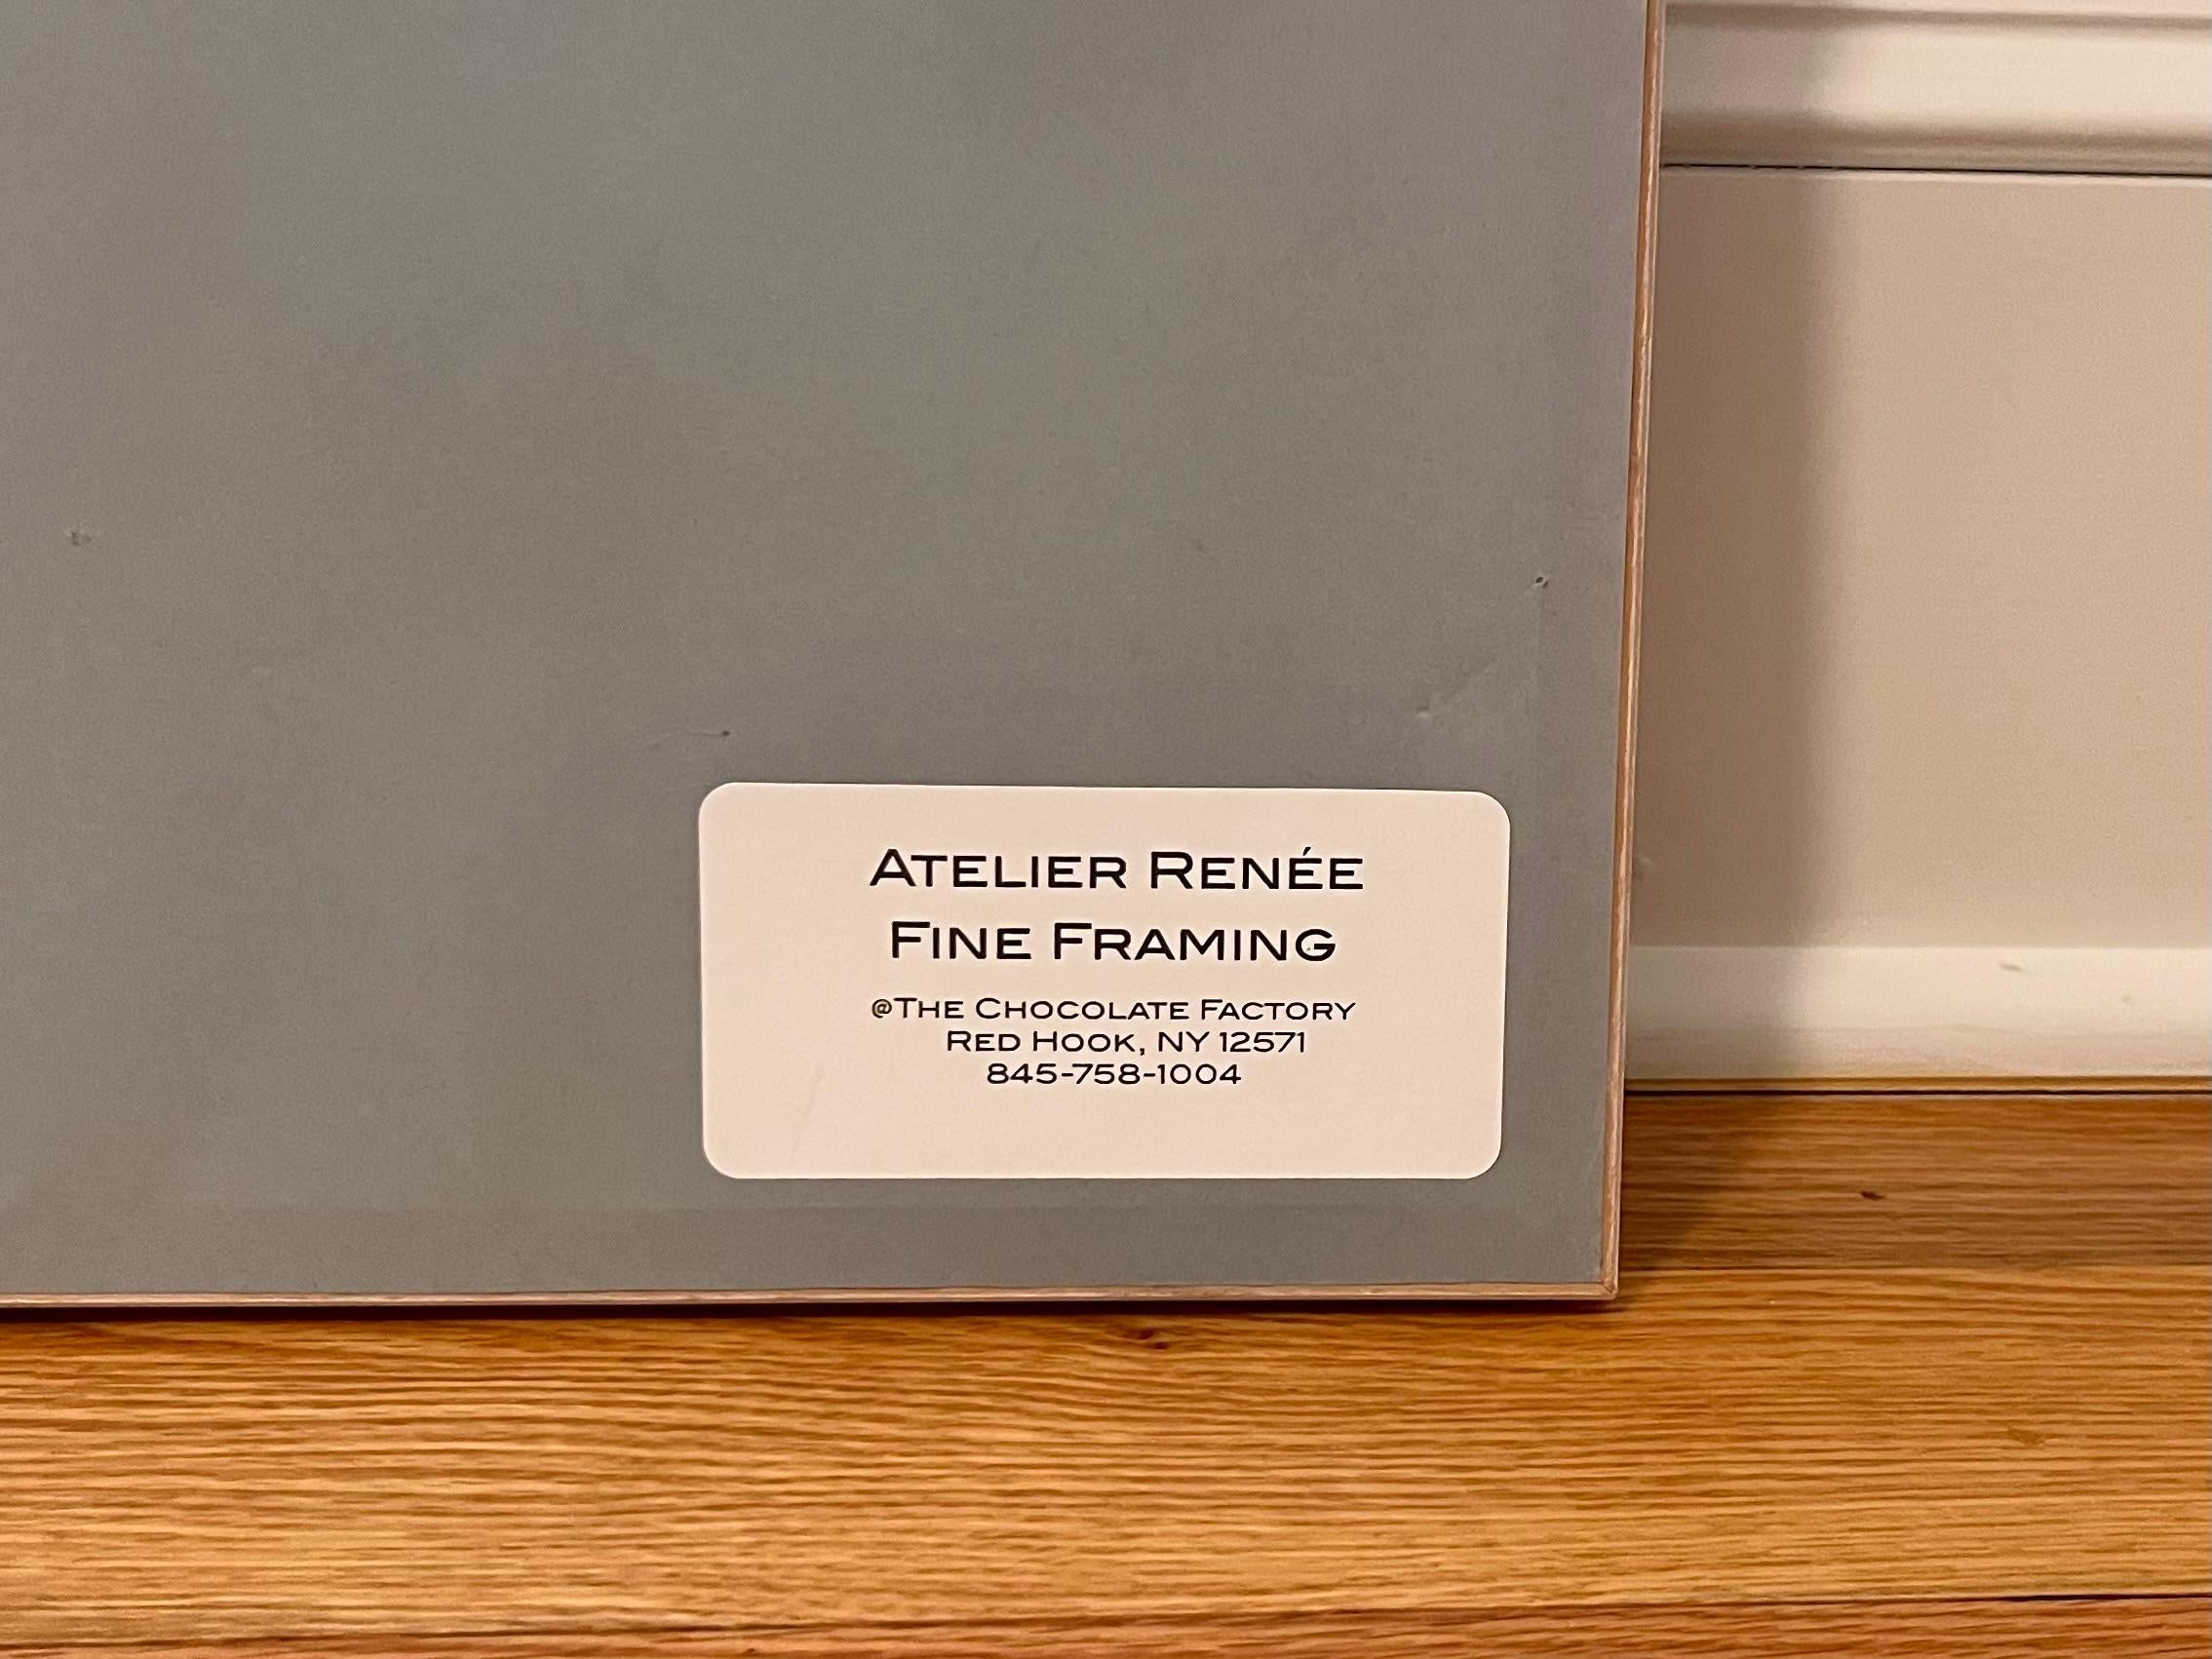 ATELIER RENÉE
FINE FRAMING
@THE CHOCOLATE FACTORY
RED HOOK, NY 12571
845-758-1004